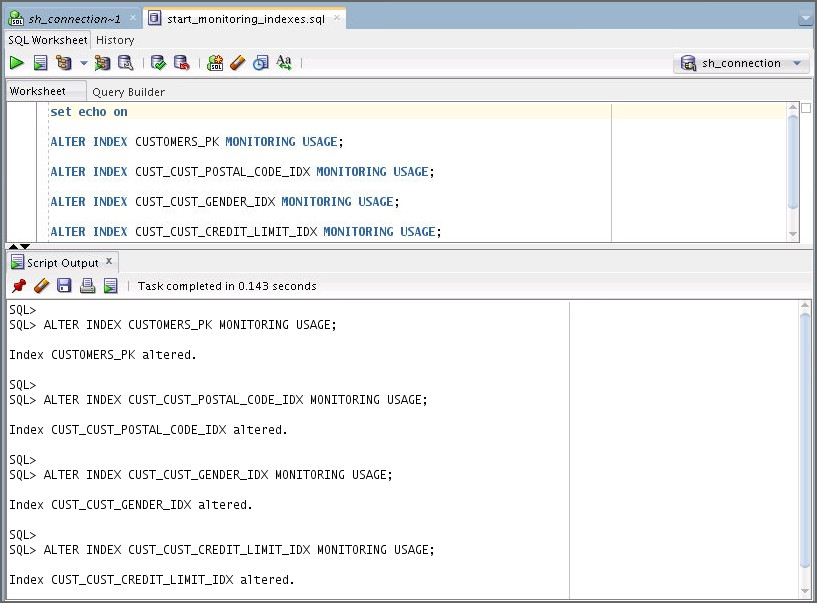 sh_connection~1 start_monitoring_indexes.sql
SQL Worksheet History
SQL Aa sh_connection
Worksheet Query Builder
set echo on
ALTER INDEX CUSTOMERS_PK MONITORING USAGE;
ALTER INDEX CUST_CUST_POSTAL_CODE_IDX MONITORING USAGE;
ALTER INDEX CUST_CUST_GENDER_IDX MONITORING USAGE;
ALTER INDEX CUST_CUST_CREDIT_LIMIT_IDX MONITORING USAGE;
Script Output
Task completed in 0.143 seconds
SQL>
SQL> ALTER INDEX CUSTOMERS_PK MONITORING USAGE;
Index CUSTOMERS_PK altered.
SQL>
SQL> ALTER INDEX CUST_CUST_POSTAL_CODE_IDX MONITORING USAGE;
Index CUST_CUST_POSTAL_CODE_IDX altered.
SQL>
SQL> ALTER INDEX CUST_CUST_GENDER_IDX MONITORING USAGE;
Index CUST_CUST_GENDER_IDX altered.
SQL>
SQL> ALTER INDEX CUST_CUST_CREDIT_LIMIT_IDX MONITORING USAGE;
Index CUST_CUST_CREDIT_LIMIT_IDX altered.